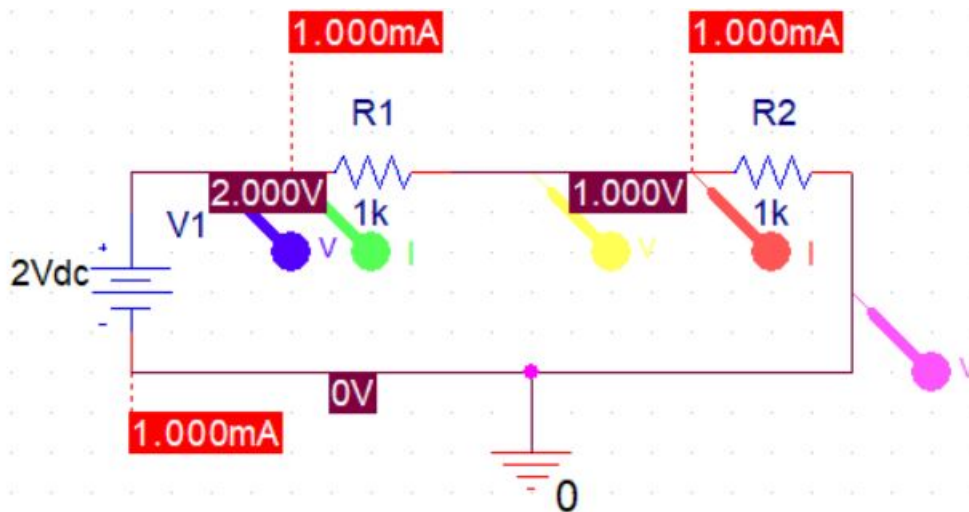 1.000mA
1.000mA
R1
R2
2.000V
1.000V
V1
1k
1k
V
I
V
I
+
2Vdc
-
V
0V
1.000mA
0